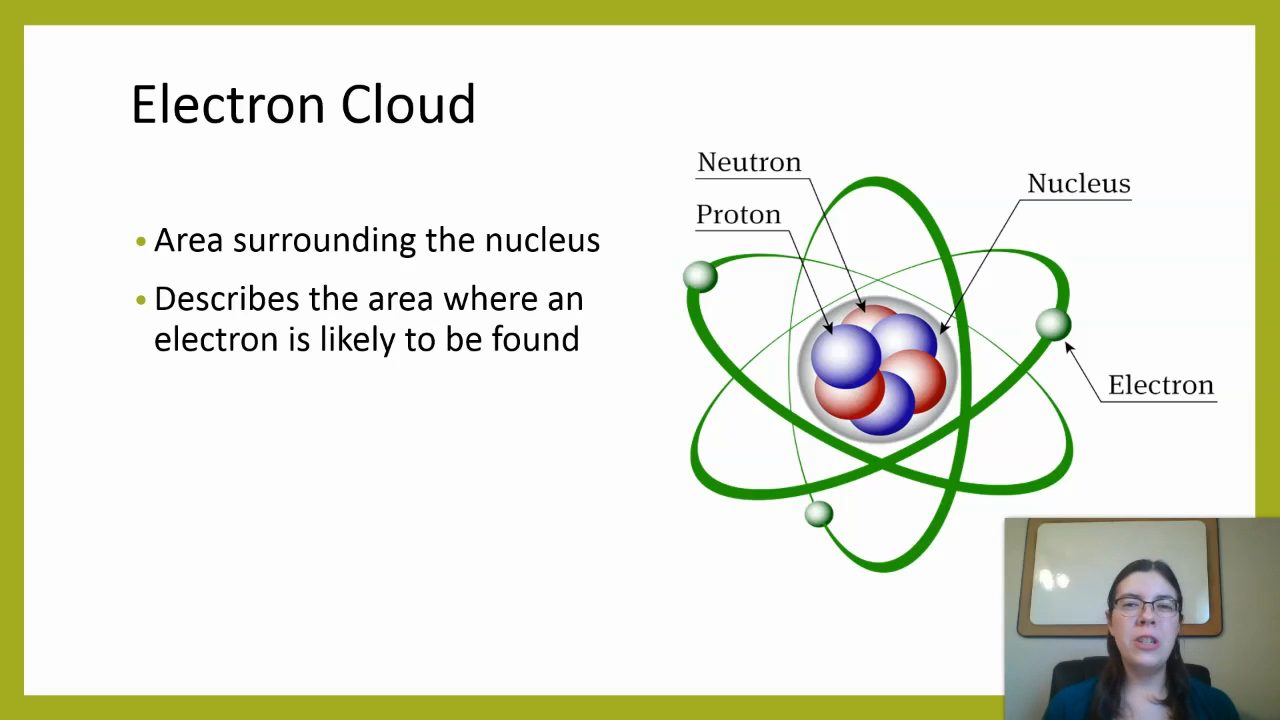 Electron Cloud
• Area surrounding the nucleus
• Describes the area where an
electron is likely to be found
Neutron
Proton
Nucleus
Electron